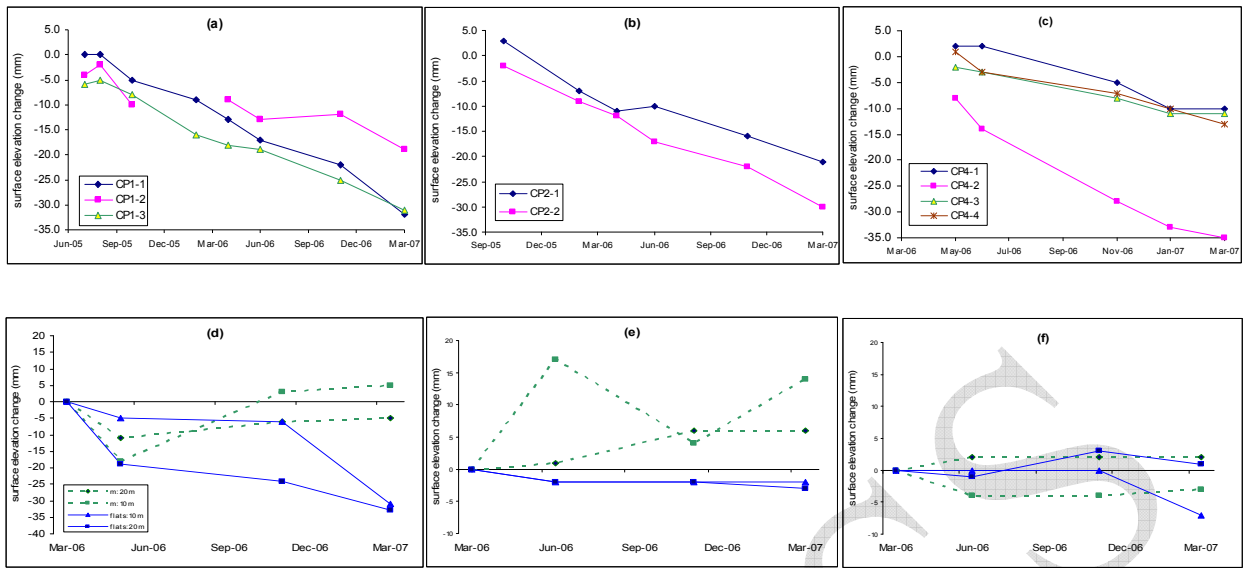 (a)
surface elevation change (mm)
5.0
0.0
-5.0
-10.0
-15.0
-20.0
-25.0
-30.0
-35.0
CP1-1
CP1-2
CP1-3
Jun-05 Sep-05 Dec-05 Mar-06 Jun-06 Sep-06 Dec-06 Mar-07
(b)
surface elevation change (mm)
5.0
0.0
-5.0
-10.0
-15.0
-20.0
-25.0
-30.0
-35.0
CP2-1
CP2-2
Sep-05 Dec-05 Mar-06 Jun-06 Sep-06 Dec-06 Mar-07
(c)
surface elevation change (mm)
5.0
0.0
-5.0
-10.0
-15.0
-20.0
-25.0
-30.0
-35.0
CP4-1
CP4-2
CP4-3
CP4-4
Mar-06 May-06 Jul-06 Sep-06 Nov-06 Jan-07 Mar-07
(d)
surface elevation change (mm)
20
15
10
5
0
-5
-10
-15
-20
-25
-30
-35
-40
m: 20m
m: 10m
flats: 10m
flats: 20m
Mar-06 Jun-06 Sep-06 Dec-06 Mar-07
(e)
surface elevation change (mm)
20
15
10
5
0
-5
-10
Mar-06 Jun-06 Sep-06 Dec-06 Mar-07
(f)
surface elevation change (mm)
20
15
10
5
0
-5
-10
Mar-06 Jun-06 Sep-06 Dec-06 Mar-07
S